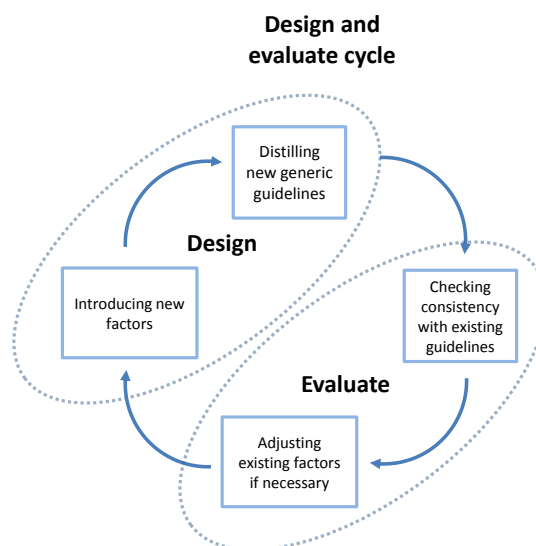 Design and
evaluate cycle
Distilling
new generic
guidelines
Design
Introducing new
factors
Checking
consistency
with existing
guidelines
Evaluate
Adjusting
existing factors
if necessary